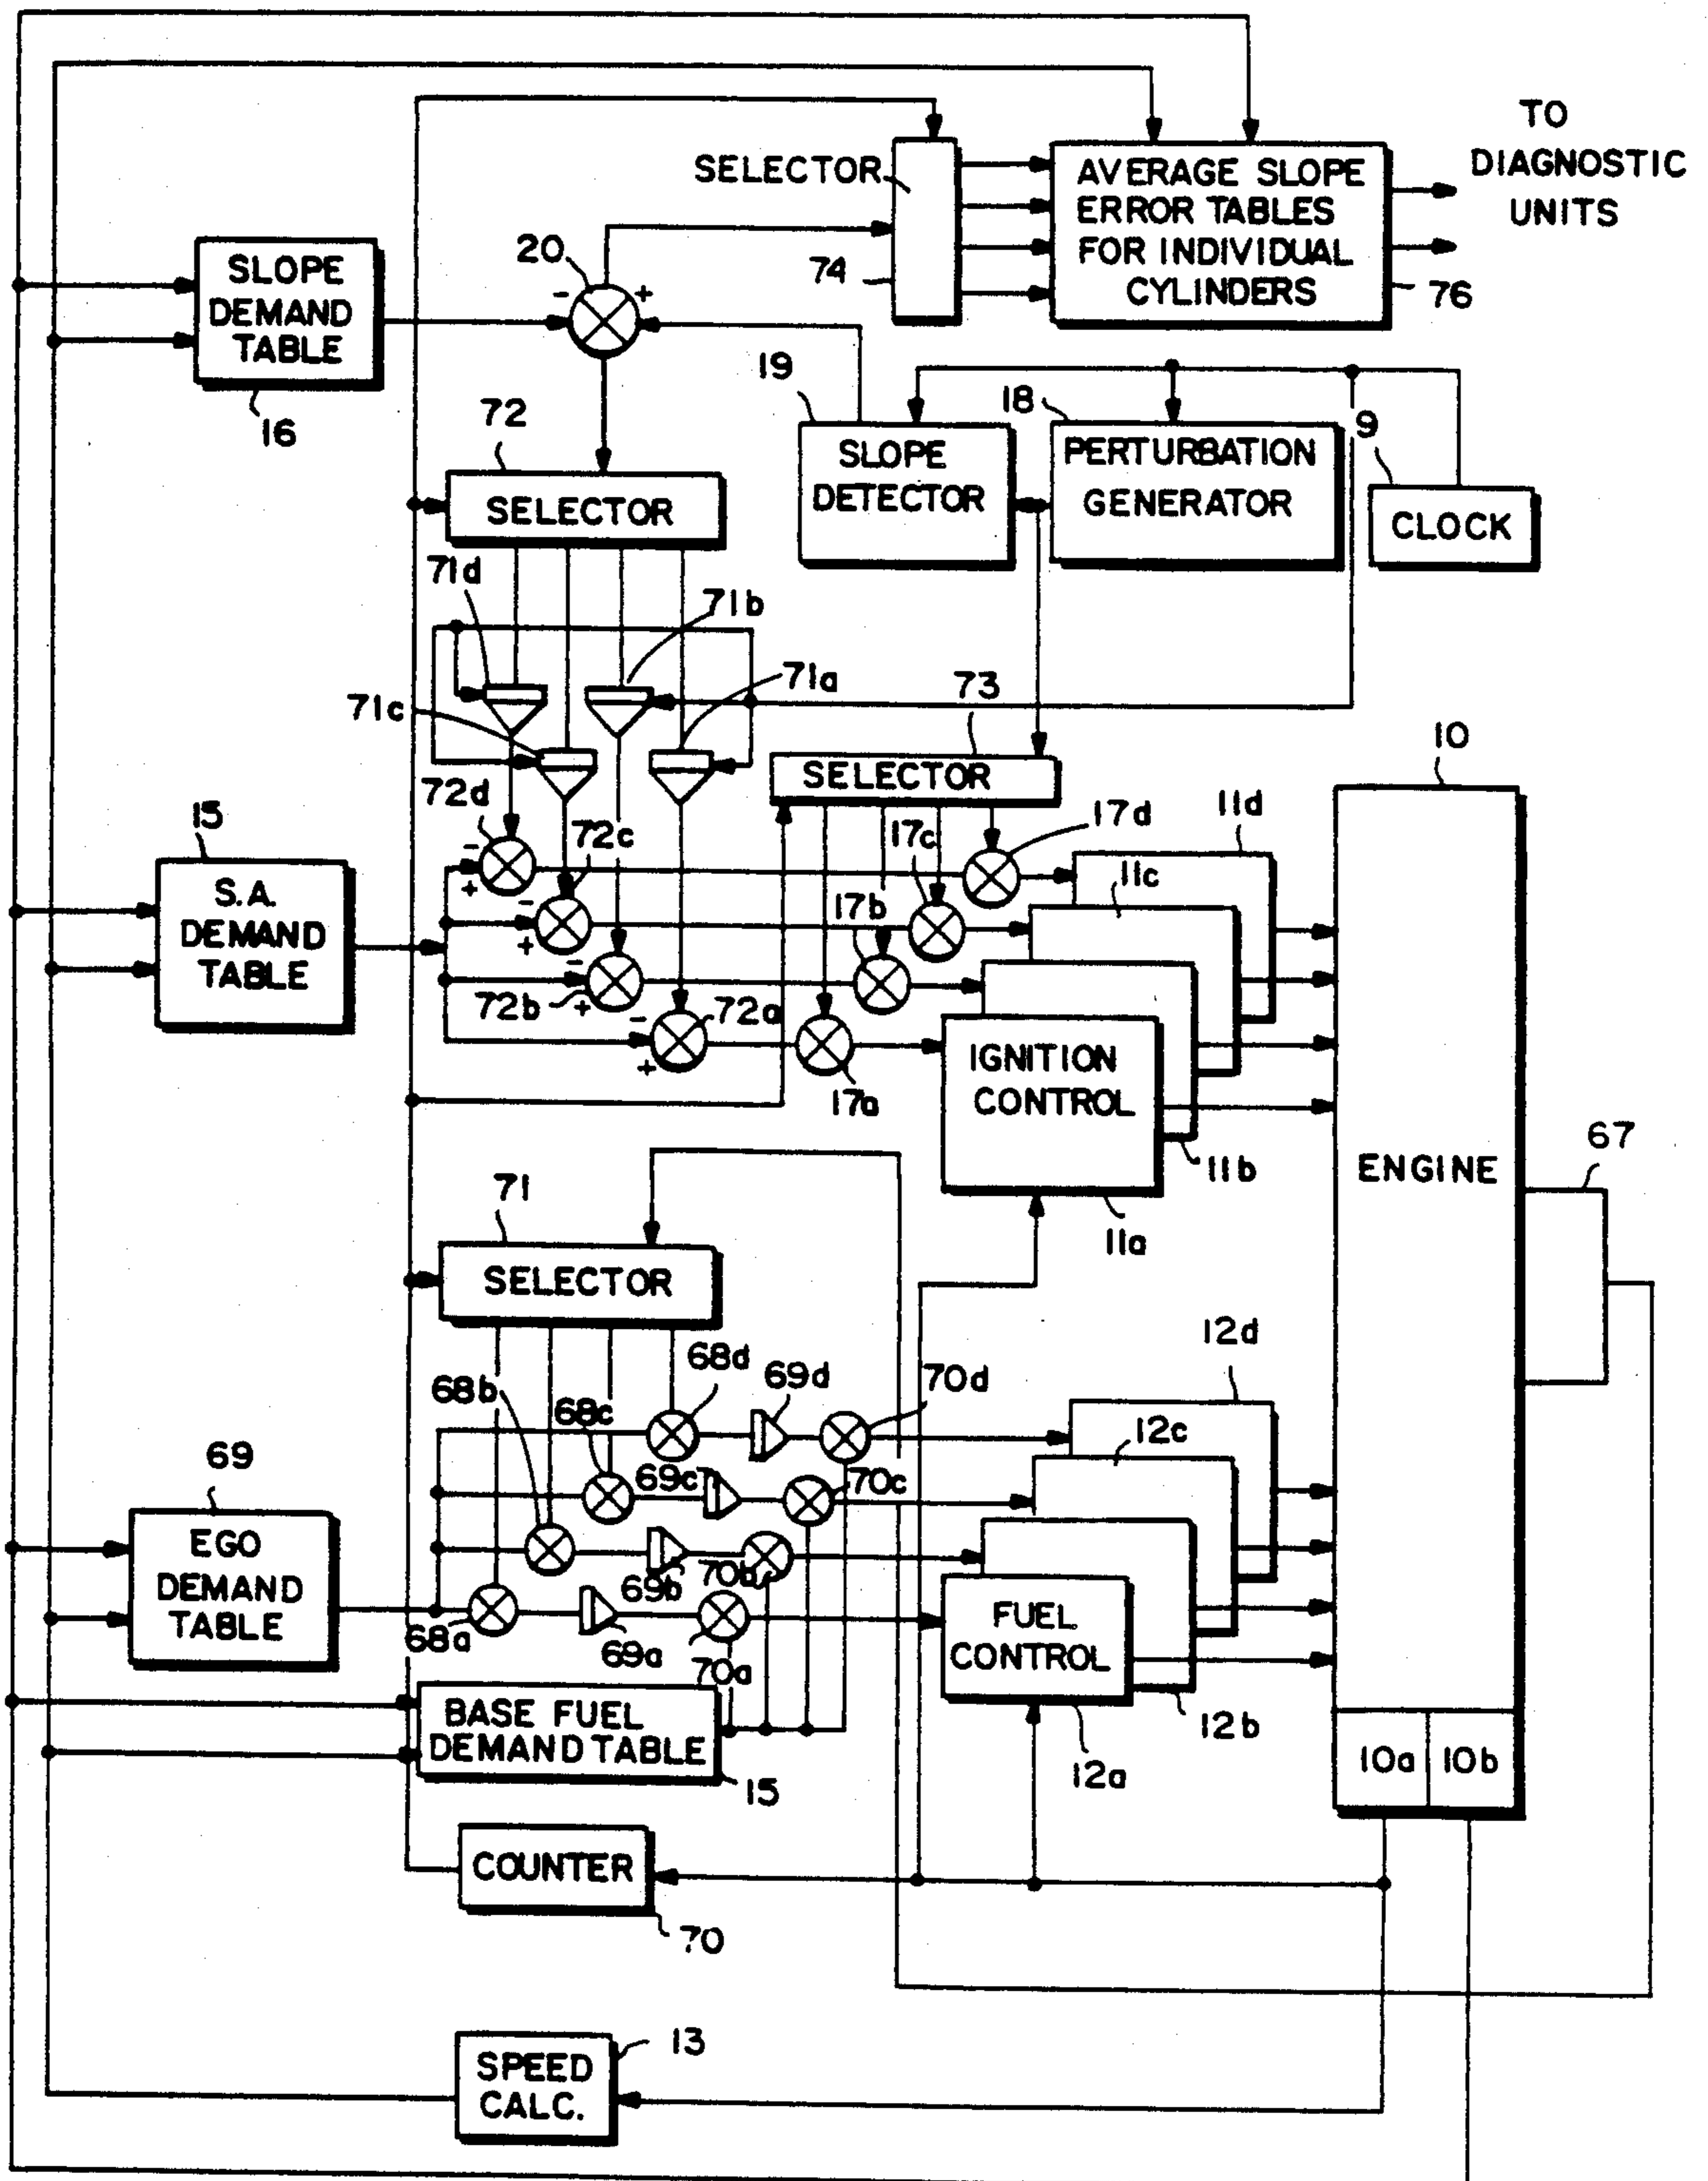 TO
DIAGNOSTIC
UNITS
SELECTOR
74
AVERAGE SLOPE
ERROR TABLES
FOR INDIVIDUAL
CYLINDERS
76
SLOPE
DEMAND
TABLE
16
20
-
+
19
SLOPE
DETECTOR
18
PERTURBATION
GENERATOR
9
CLOCK
72
SELECTOR
71d
71b
71c
71a
73
SELECTOR
10
72d
72c
17c
17d
11d
11c
15
S.A.
DEMAND
TABLE
-
+
-
+
17b
-
72b
+
-
72a
+
17a
IGNITION
CONTROL
11b
11a
ENGINE
67
71
SELECTOR
68d
69d
70d
12d
68b
68c
69c
70c
12c
69
EGO
DEMAND
TABLE
69b
70b
68a
69a
70a
FUEL
CONTROL
12b
12a
BASE FUEL
DEMAND TABLE
15
10a
10b
COUNTER
70
13
SPEED
CALC.